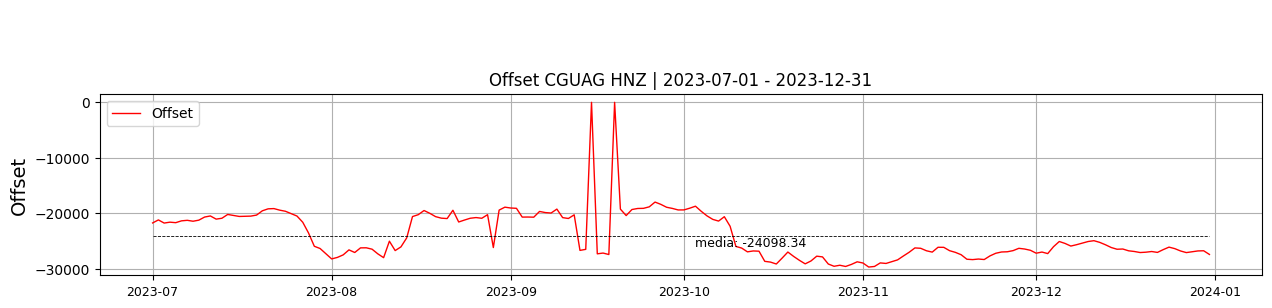 Offset CGUAG HNZ | 2023-07-01 - 2023-12-31
Offset
0
−10000
−20000
−30000
Offset
media: -24098.34
2023-07
2023-08
2023-09
2023-10
2023-11
2023-12
2024-01